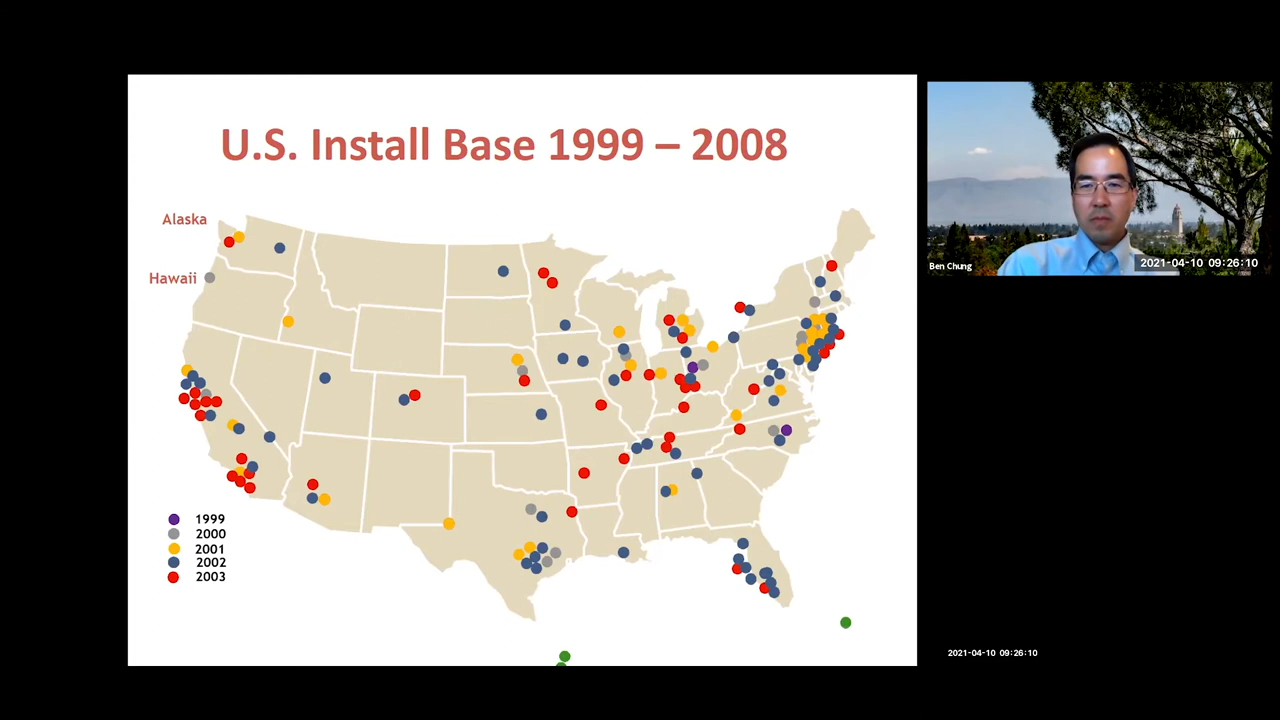 U.S. Install Base 1999 – 2008
Alaska
Hawaii
1999
2000
2001
2002
2003
Ben Chung
2021-04-10 09:26:10
2021-04-10 09:26:10